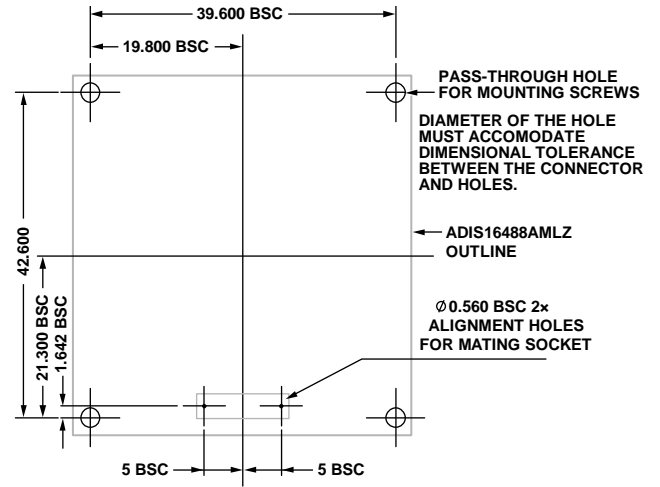 39.600 BSC
19.800 BSC
PASS-THROUGH HOLE
FOR MOUNTING SCREWS
DIAMETER OF THE HOLE
MUST ACCOMODATE
DIMENSIONAL TOLERANCE
BETWEEN THE CONNECTOR
AND HOLES.
42.600
ADIS16488AMLZ
OUTLINE
21.300 BSC
1.642 BSC
Ø0.560 BSC 2×
ALIGNMENT HOLES
FOR MATING SOCKET
5 BSC
5 BSC